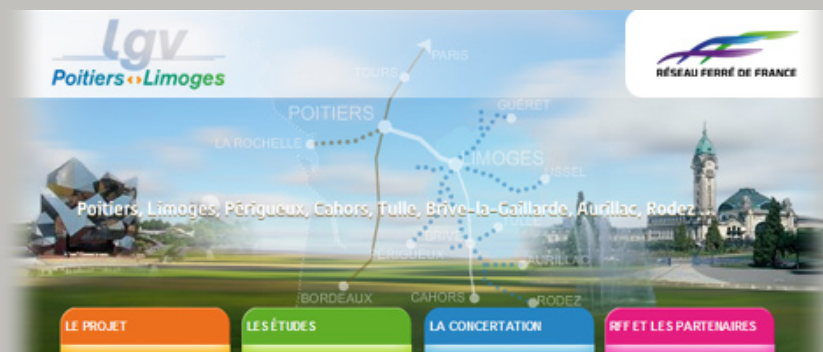 lgv
Poitiers Limoges
RÉSEAU FERRÉ DE FRANCE
PARIS
TOURS
POITIERS
GUÉRET
LA ROCHELLE
LIMOGES
USSEL
Poitiers, Limoges, Périgueux, Cahors, Tulle, Brive-la-Gaillarde, Aurillac, Rodez
TULLE
BRIVE
PÉRIGUEUX
AURILLAC
BORDEAUX
CAHORS
RODEZ
LE PROJET
LES ÉTUDES
LA CONCERTATION
RFF ET LES PARTENAIRES